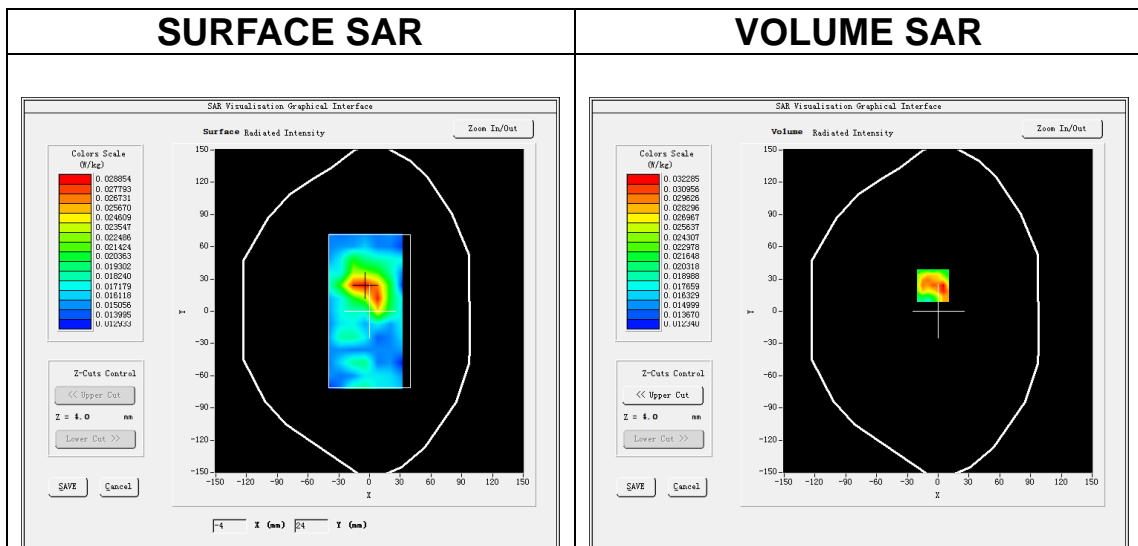 SURFACE SAR
VOLUME SAR
SAR Visualisation Graphical Interface
Surface Radiated Intensity
Zoom In/Out
Colors Scale
(W/kg)
0.028854
0.027793
0.026731
0.025670
0.024609
0.023547
0.022486
0.021424
0.020363
0.019302
0.018240
0.017179
0.016118
0.015056
0.013995
0.012933
150
120
90
60
30
0
-30
-60
-90
-120
-150
Y
-150 -120 -90 -60 -30 0 30 60 90 120 150
X
Z-Cuts Control
<< Upper Cut
Z = 4.0 mm
Lower Cut >>
SAVE Cancel
-4 X (mm) 24 Y (mm)
SAR Visualisation Graphical Interface
Volume Radiated Intensity
Zoom In/Out
Colors Scale
(W/kg)
0.032285
0.030956
0.029626
0.028296
0.026967
0.025637
0.024307
0.022978
0.021648
0.020318
0.018988
0.017659
0.016329
0.014999
0.013670
0.012340
150
120
90
60
30
0
-30
-60
-90
-120
-150
Y
-150 -120 -90 -60 -30 0 30 60 90 120 150
X
Z-Cuts Control
<< Upper Cut
Z = 4.0 mm
Lower Cut >>
SAVE Cancel